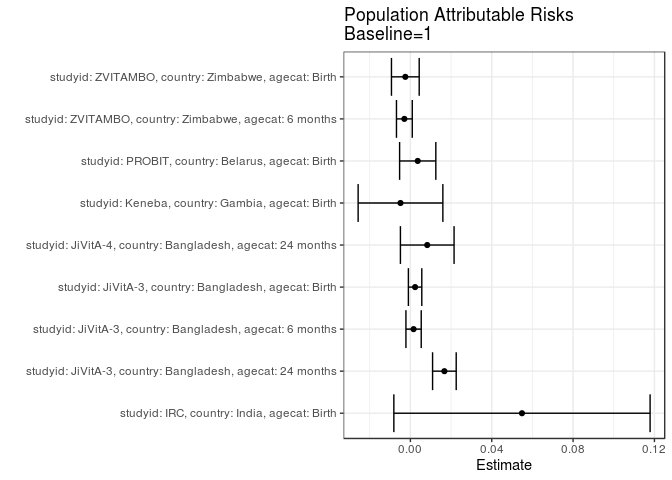 Population Attributable Risks
Baseline=1
studyid: ZVITAMBO, country: Zimbabwe, agecat: Birth
studyid: ZVITAMBO, country: Zimbabwe, agecat: 6 months
studyid: PROBIT, country: Belarus, agecat: Birth
studyid: Keneba, country: Gambia, agecat: Birth
studyid: JiVitA-4, country: Bangladesh, agecat: 24 months
studyid: JiVitA-3, country: Bangladesh, agecat: Birth
studyid: JiVitA-3, country: Bangladesh, agecat: 6 months
studyid: JiVitA-3, country: Bangladesh, agecat: 24 months
studyid: IRC, country: India, agecat: Birth
0.00 0.04 0.08 0.12
Estimate